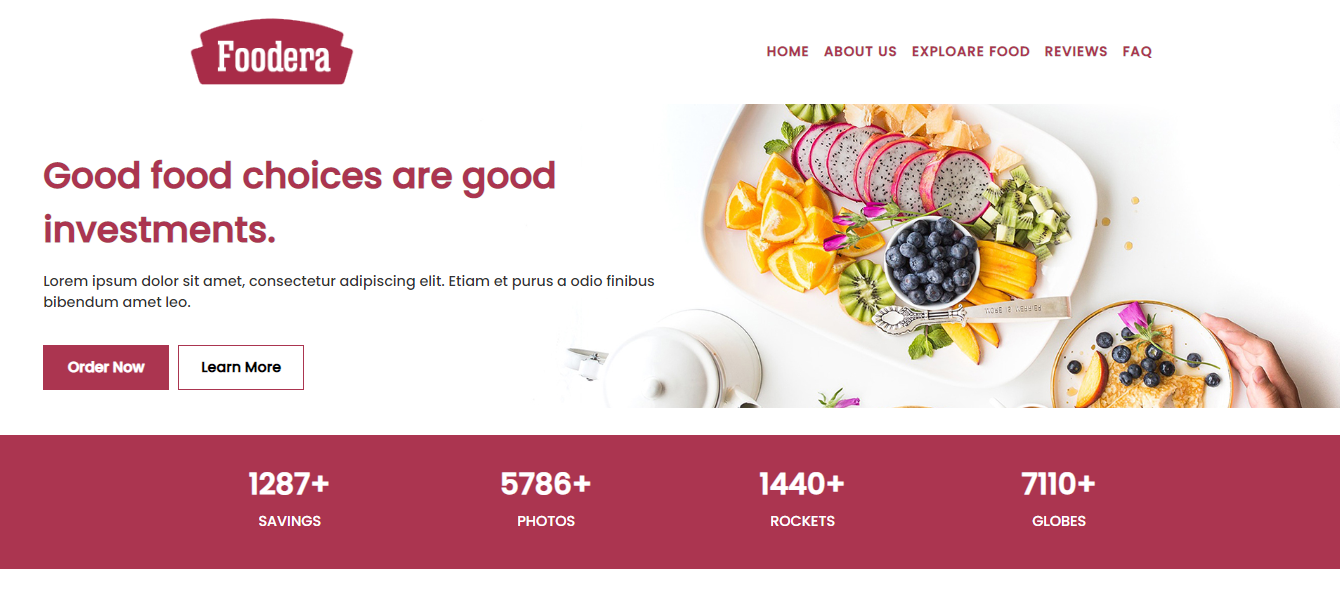 Foodera
HOME ABOUT US EXPLOARE FOOD REVIEWS FAQ
Good food choices are good
investments.
Lorem ipsum dolor sit amet, consectetur adipiscing elit. Etiam et purus a odio finibus
bibendum amet leo.
Order Now Learn More
1287+ 5786+ 1440+ 7110+
SAVINGS PHOTOS ROCKETS GLOBES